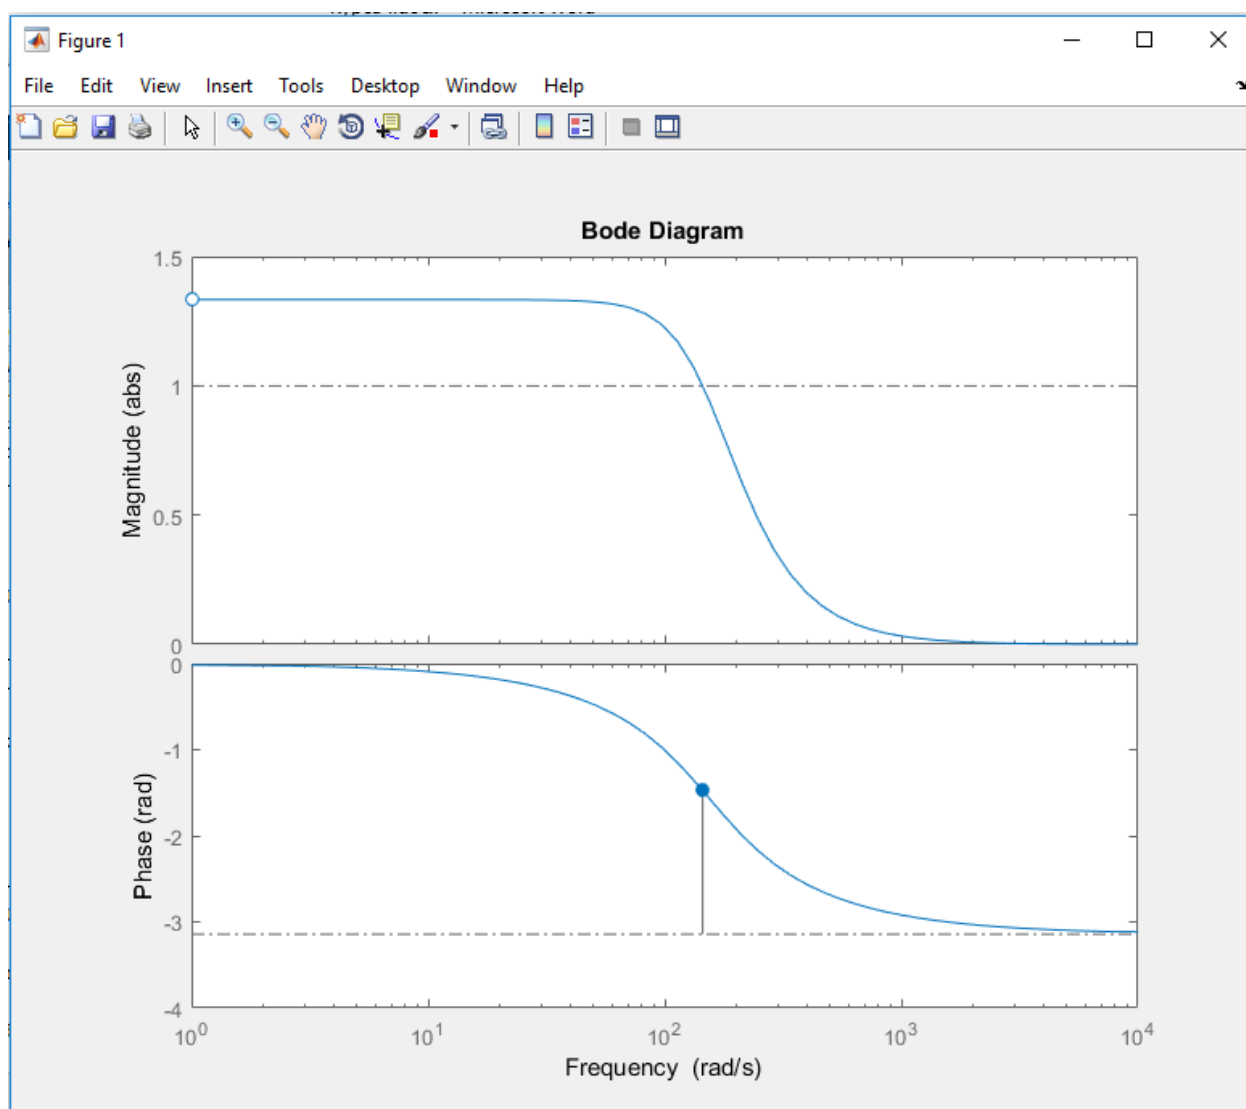 Figure 1
File Edit View Insert Tools Desktop Window Help
Bode Diagram
1.5
1
0.5
0
Magnitude (abs)
0
-1
-2
-3
-4
Phase (rad)
10^0 10^1 10^2 10^3 10^4
Frequency (rad/s)